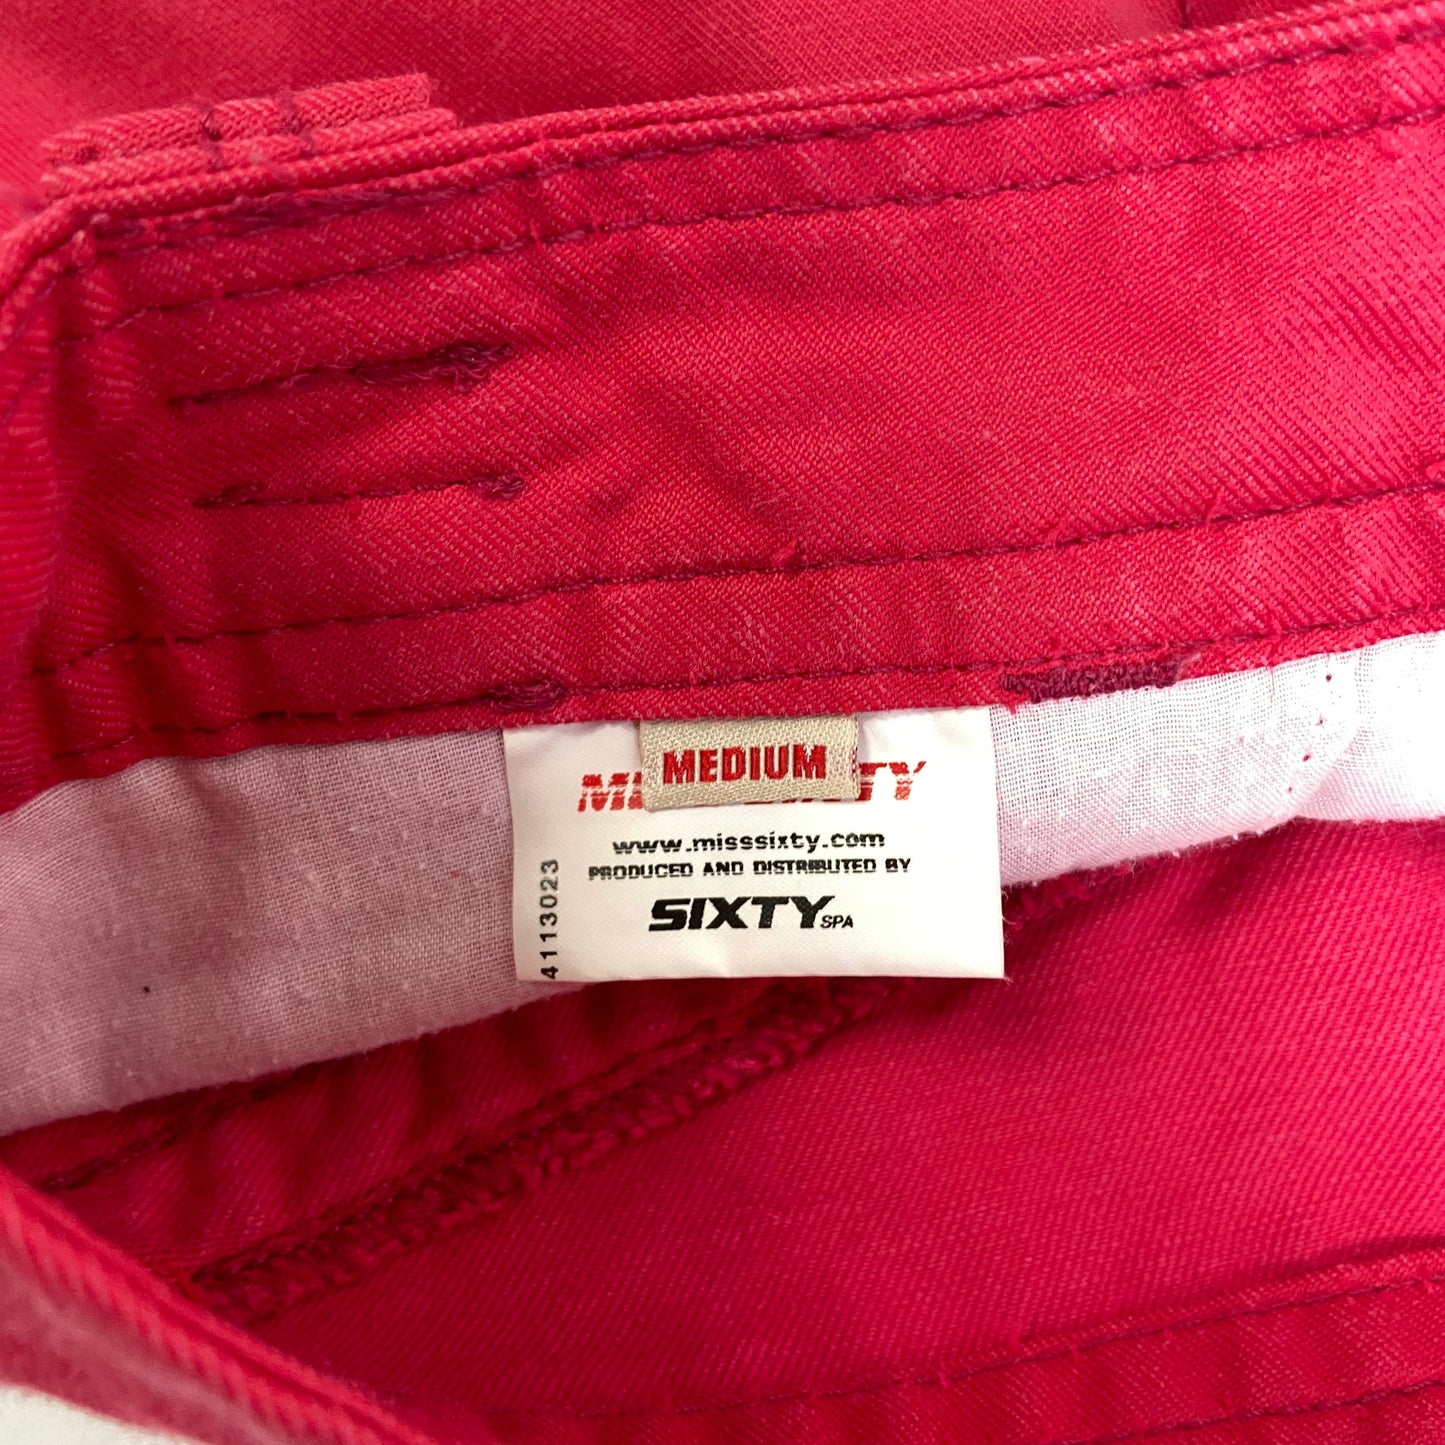 MEDIUM
www.misssixty.com
PRODUCED AND DISTRIBUTED BY
SIXTY SPA
4113023